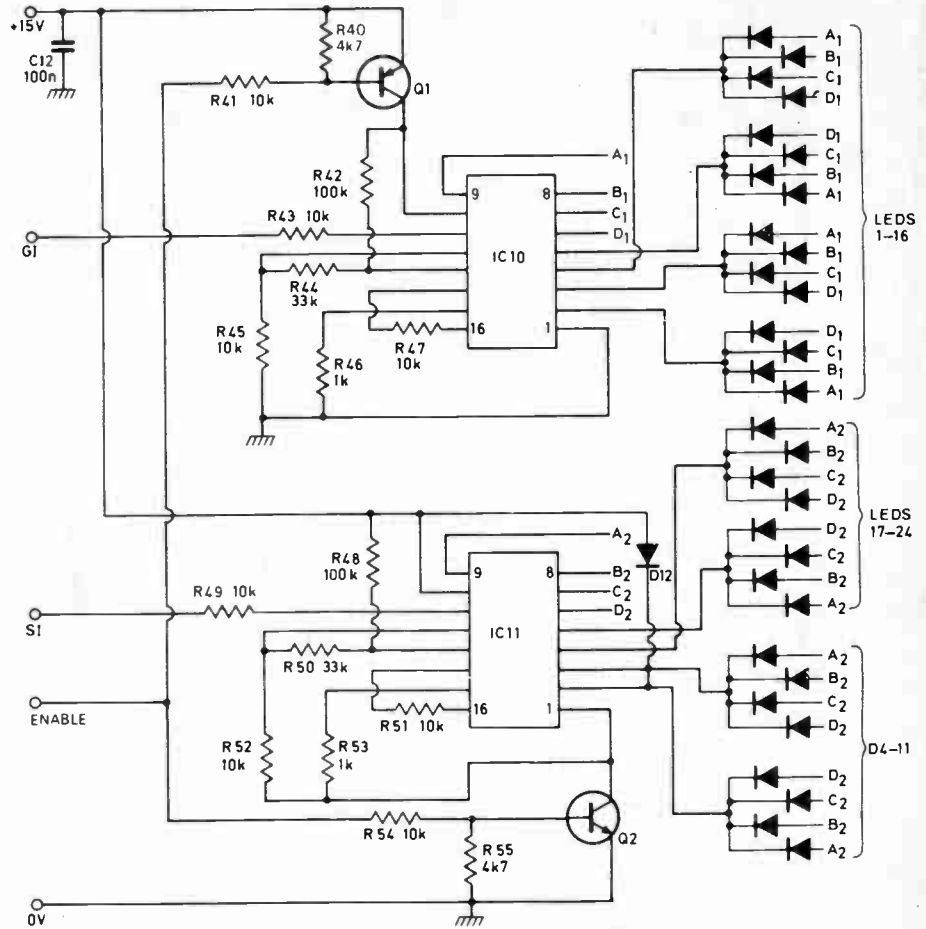 +15V
C12
100n
R40
4k7
R41 10k
Q1
R42
100k
R43 10k
G1
R44
33k
R45
10k
R46
1k
R47
10k
IC10
9
8
16
1
A1
B1
C1
D1
A1
B1
C1
D1
D1
C1
B1
A1
A1
B1
C1
D1
D1
C1
B1
A1
LEDS
1–16
R48
100k
R49 10k
S1
R50 33k
ENABLE
R51 10k
R52
10k
R53
1k
IC11
9
8
16
1
A2
B2
C2
D2
D12
A2
B2
C2
D2
D2
C2
B2
A2
LEDS
17–24
A2
B2
C2
D2
D2
C2
B2
A2
D4–11
R54 10k
R55
4k7
Q2
0V